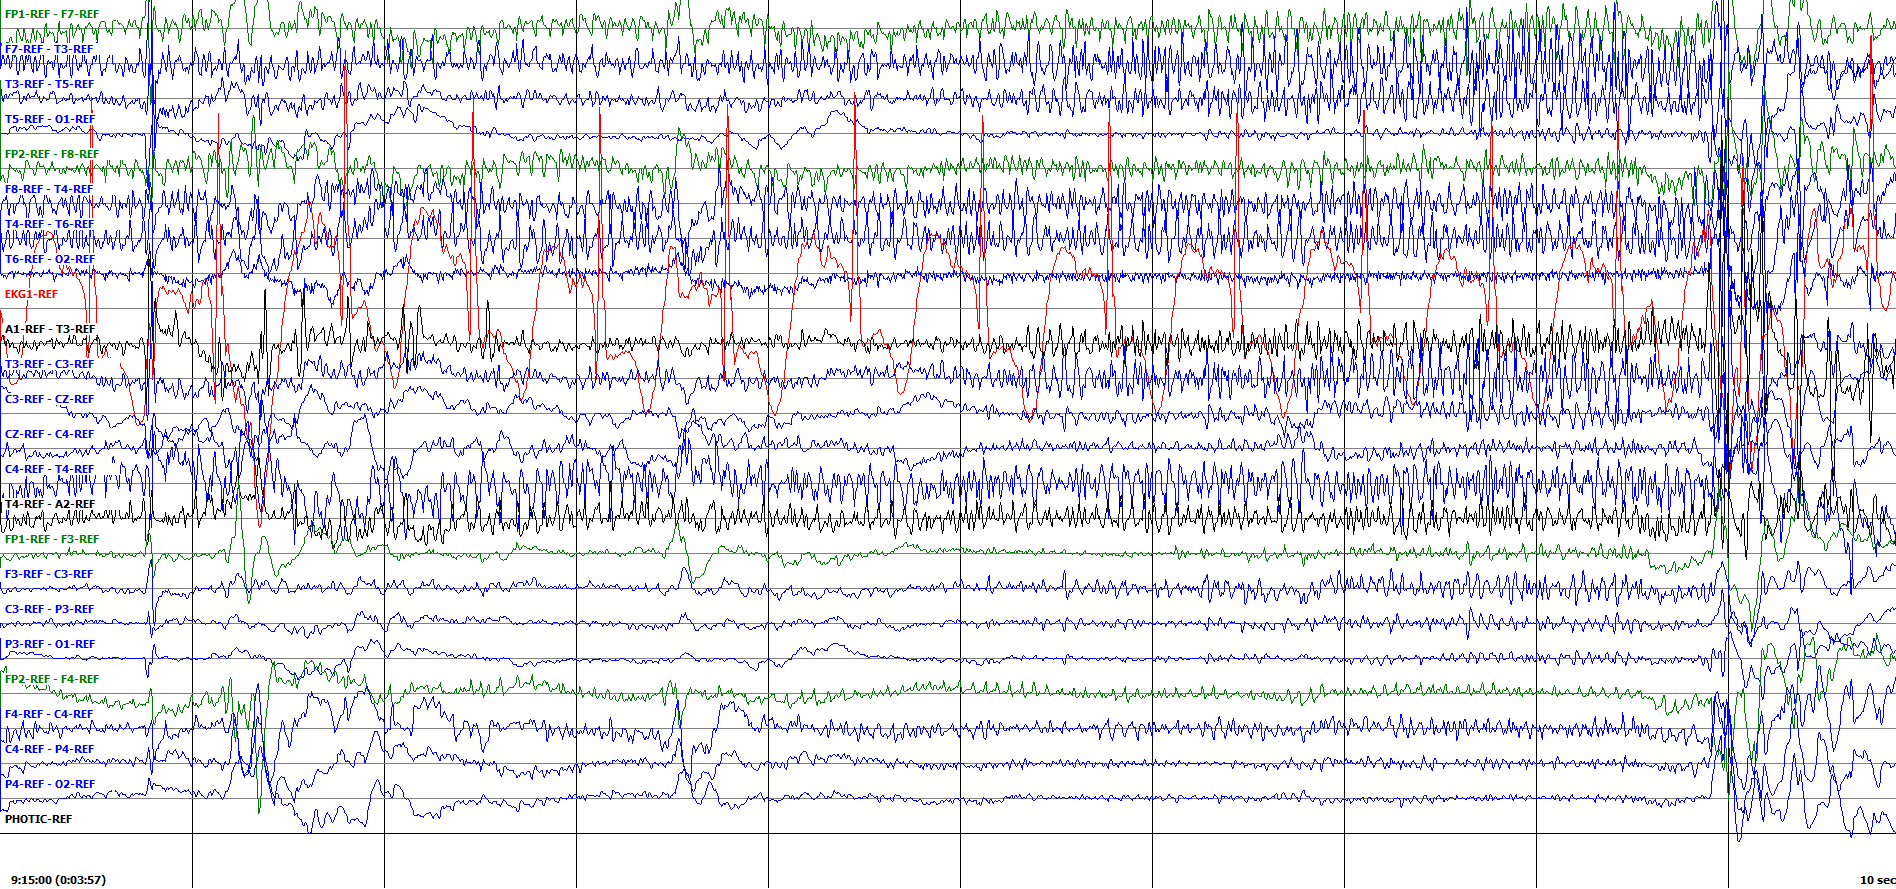 FP1-REF - F7-REF
F7-REF - T3-REF
T3-REF - T5-REF
T5-REF - O1-REF
FP2-REF - F8-REF
F8-REF - T4-REF
T4-REF - T6-REF
T6-REF - O2-REF
EKG1-REF
A1-REF - T3-REF
T3-REF - C3-REF
C3-REF - CZ-REF
CZ-REF - C4-REF
C4-REF - T4-REF
T4-REF - A2-REF
FP1-REF - F3-REF
F3-REF - C3-REF
C3-REF - P3-REF
P3-REF - O1-REF
FP2-REF - F4-REF
F4-REF - C4-REF
C4-REF - P4-REF
P4-REF - O2-REF
PHOTIC-REF
9:15:00 (0:03:57) 10 sec